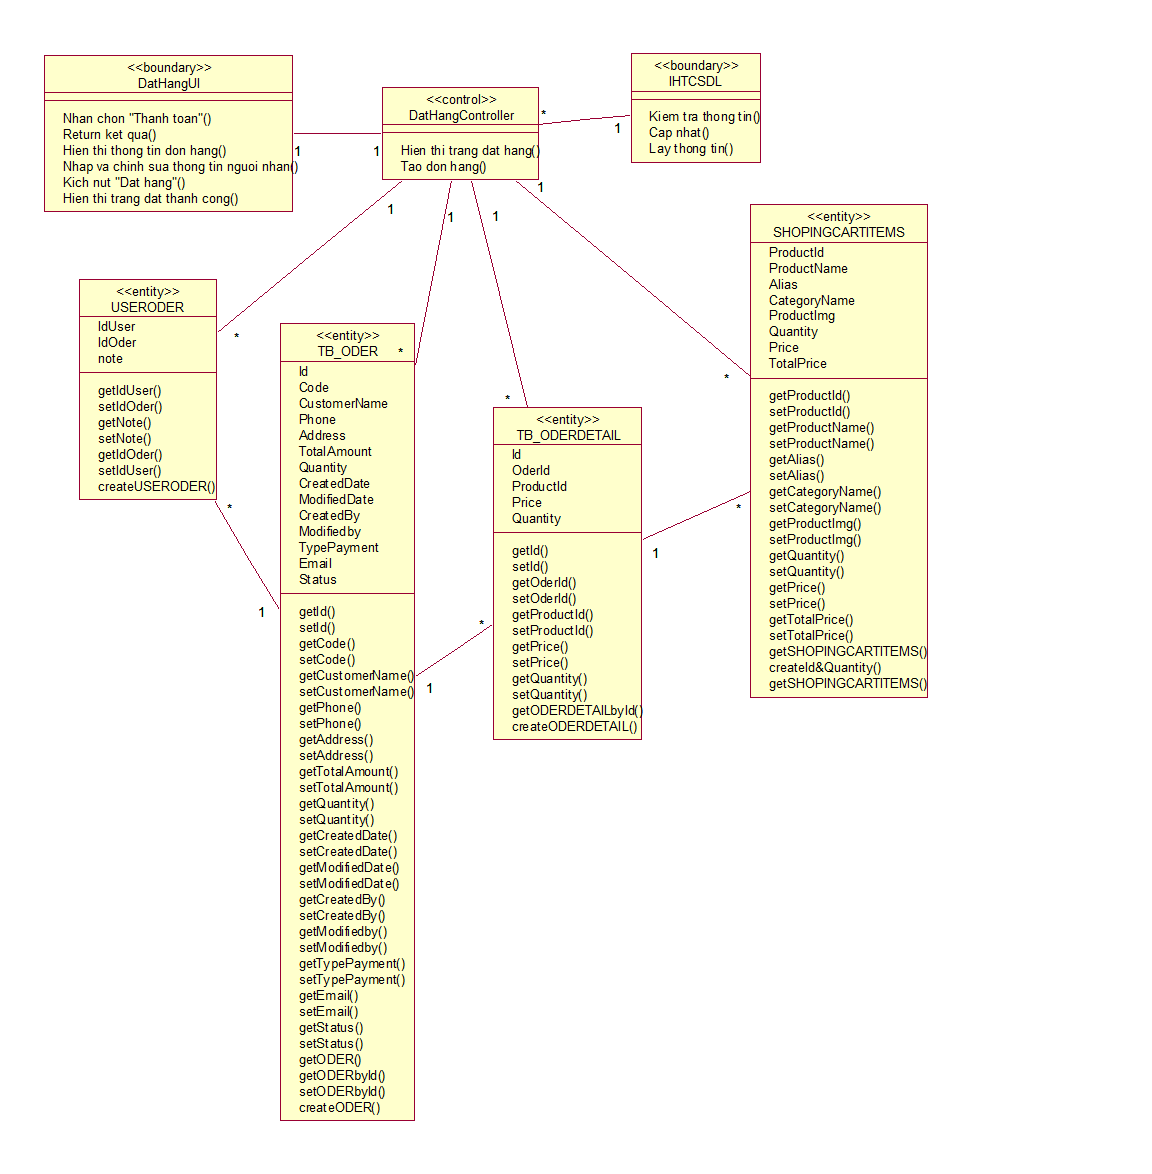 <<boundary>>
DatHangUI
Nhan chon "Thanh toan"()
Return ket qua()
Hien thi thong tin don hang()
Nhap va chinh sua thong tin nguoi nhan()
Kich nut "Dat hang"()
Hien thi trang dat thanh cong()
1
1
<<control>>
DatHangController
Hien thi trang dat hang()
Tao don hang()
*
1
<<boundary>>
IHTCSDL
Kiem tra thong tin()
Cap nhat()
Lay thong tin()
1
1
1
1
<<entity>>
USERODER
IdUser
IdOder
note
getIdUser()
setIdOder()
getNote()
setNote()
getIdOder()
setIdUser()
createUSERODER()
*
*
1
<<entity>>
TB_ODER
*
Id
Code
CustomerName
Phone
Address
TotalAmount
Quantity
CreatedDate
ModifiedDate
CreatedBy
Modifiedby
TypePayment
Email
Status
getId()
setId()
getCode()
setCode()
getCustomerName()
setCustomerName()
getPhone()
setPhone()
getAddress()
setAddress()
getTotalAmount()
setTotalAmount()
getQuantity()
setQuantity()
getCreatedDate()
setCreatedDate()
getModifiedDate()
setModifiedDate()
getCreatedBy()
setCreatedBy()
getModifiedby()
setModifiedby()
getTypePayment()
setTypePayment()
getEmail()
setEmail()
getStatus()
setStatus()
getODER()
getODERbyId()
setODERbyId()
createODER()
1
*
*
<<entity>>
TB_ODERDETAIL
Id
OderId
ProductId
Price
Quantity
getId()
setId()
getOderId()
setOderId()
getProductId()
setProductId()
getPrice()
setPrice()
getQuantity()
setQuantity()
getODERDETAILbyId()
createODERDETAIL()
1
*
*
<<entity>>
SHOPINGCARTITEMS
ProductId
ProductName
Alias
CategoryName
ProductImg
Quantity
Price
TotalPrice
getProductId()
setProductId()
getProductName()
setProductName()
getAlias()
setAlias()
getCategoryName()
setCategoryName()
getProductImg()
setProductImg()
getQuantity()
setQuantity()
getPrice()
setPrice()
getTotalPrice()
setTotalPrice()
getSHOPINGCARTITEMS()
createId&Quantity()
getSHOPINGCARTITEMS()